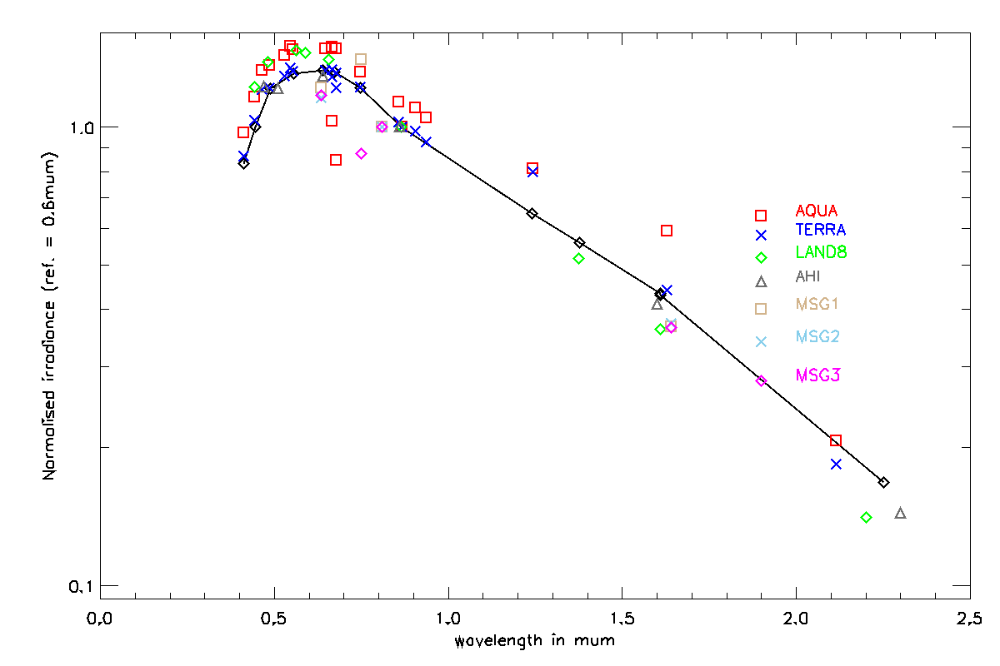 1.0
0.1
Normalised irradiance (ref. = 0.6mum)
AQUA
TERRA
LAND8
AHI
MSG1
MSG2
MSG3
0.0 0.5 1.0 1.5 2.0 2.5
wavelength in mum